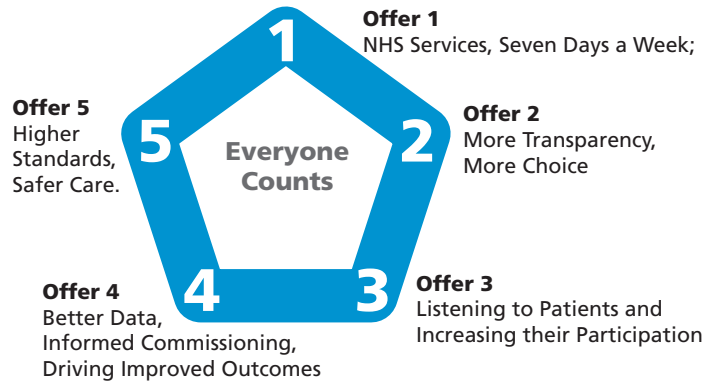 1
Offer 1
NHS Services, Seven Days a Week;
2
Offer 2
More Transparency,
More Choice
3
Offer 3
Listening to Patients and
Increasing their Participation
4
Offer 4
Better Data,
Informed Commissioning,
Driving Improved Outcomes
5
Offer 5
Higher
Standards,
Safer Care.
Everyone
Counts